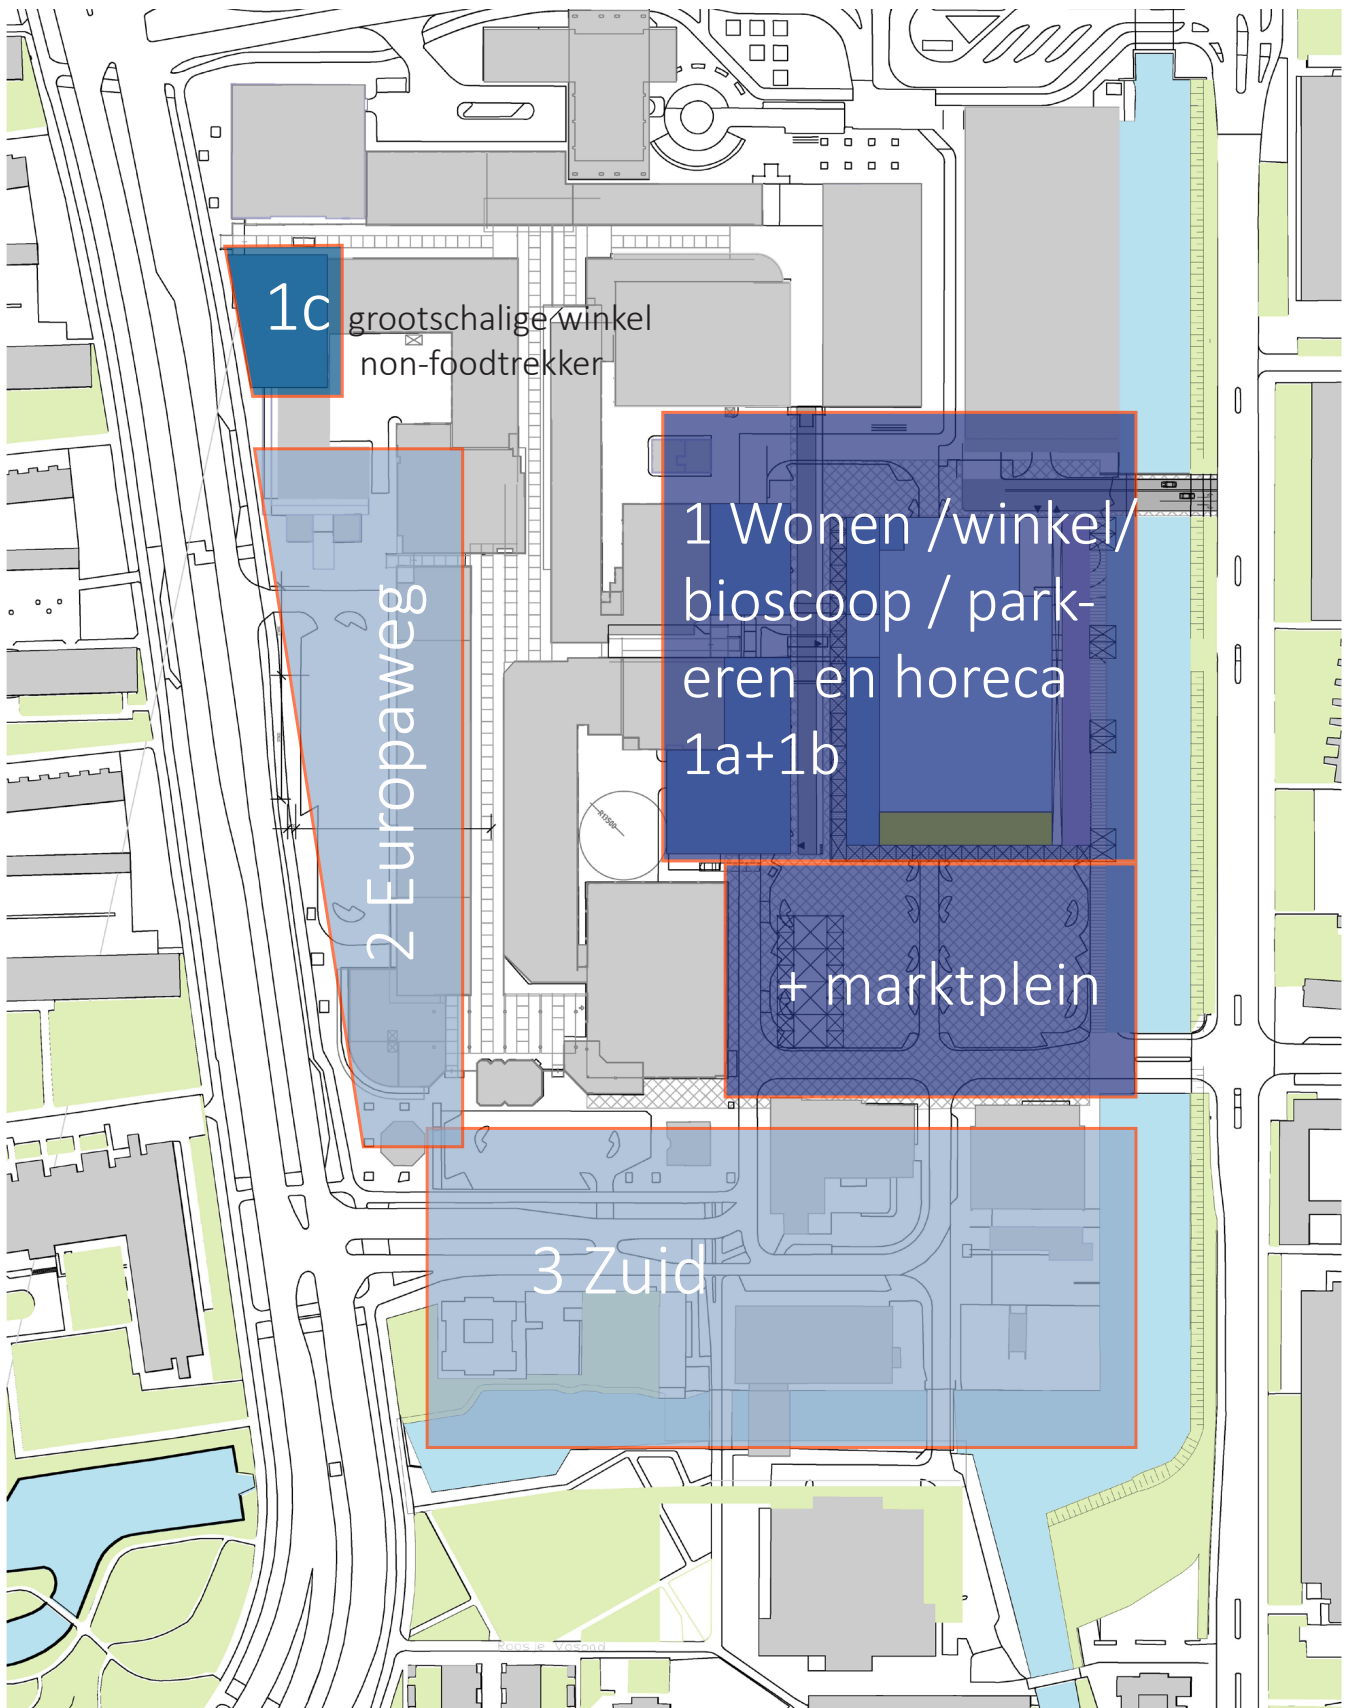 1c grootschalige winkel
non-foodtrekker
1 Wonen /winkel/
bioscoop / park-
eren en horeca
1a+1b
2 Europaweg
+ marktplein
3 Zuid
R13500